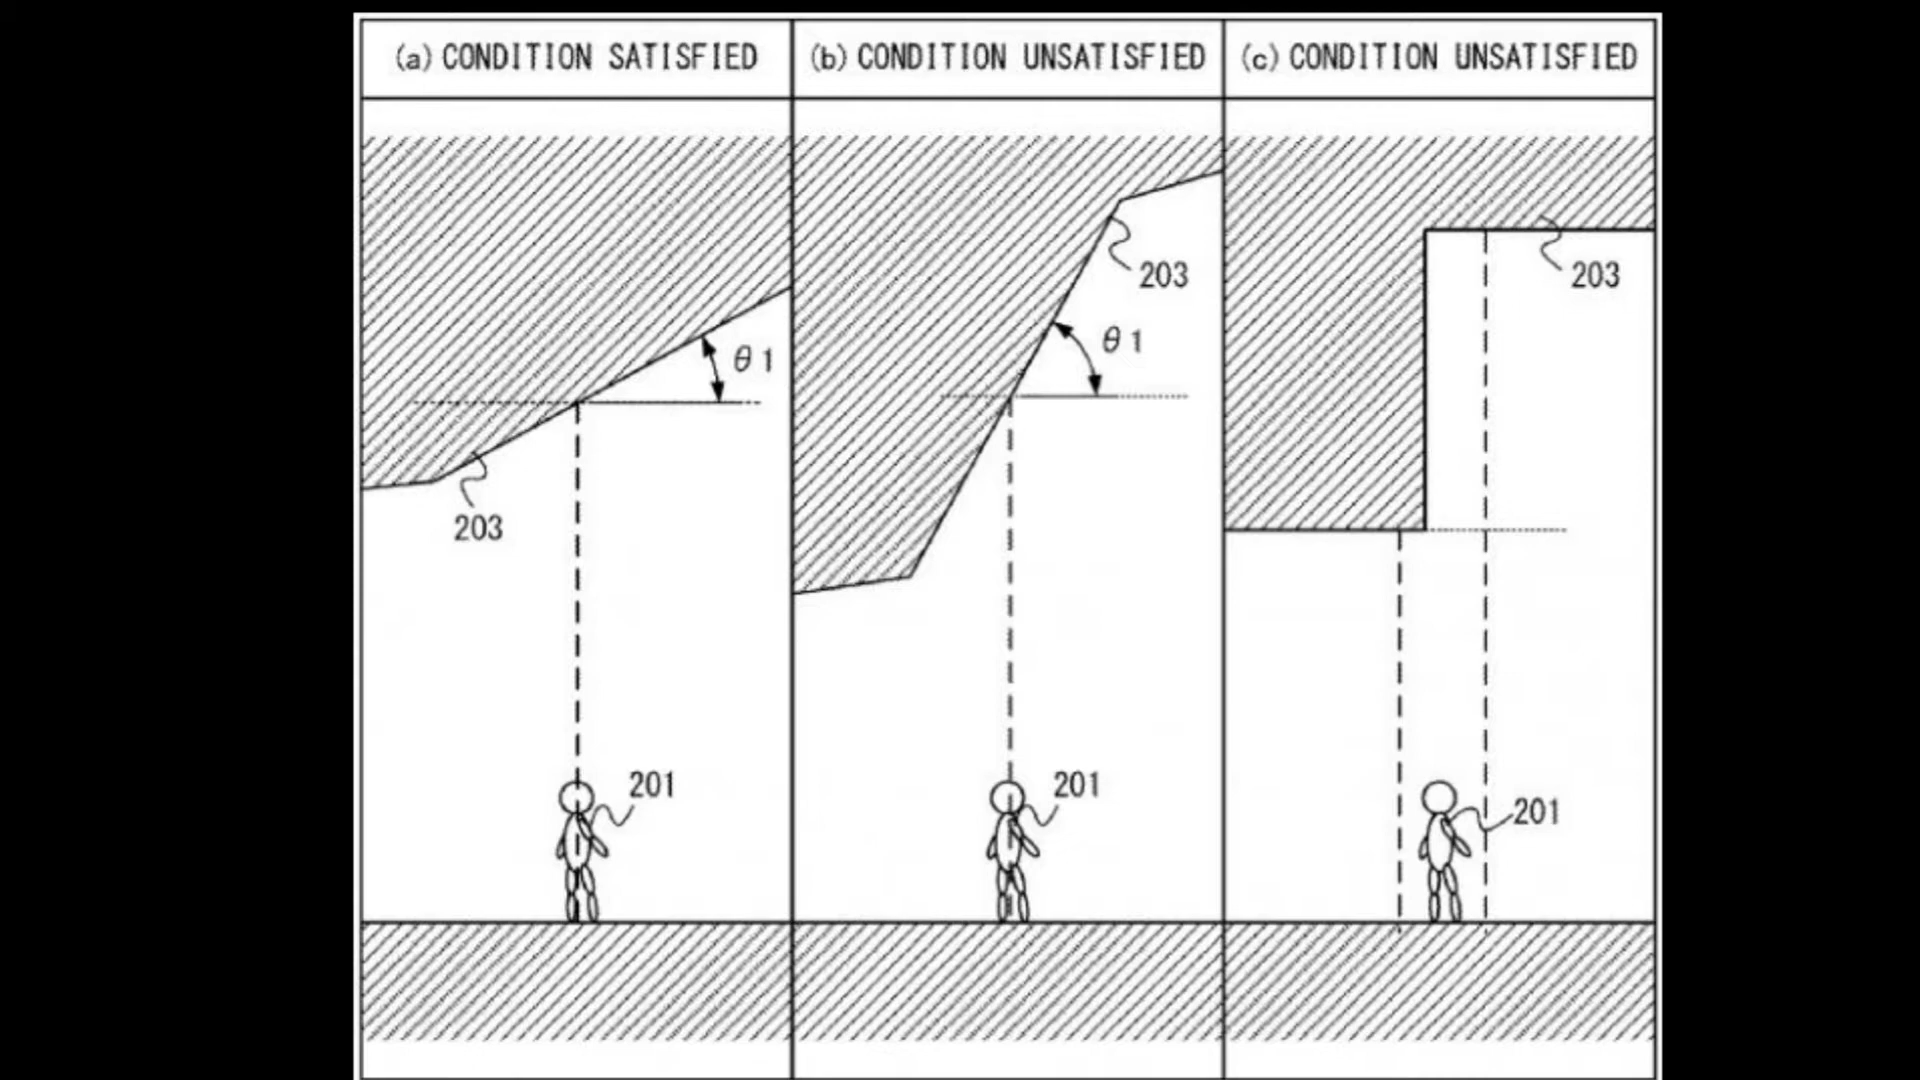 (a) CONDITION SATISFIED
(b) CONDITION UNSATISFIED
(c) CONDITION UNSATISFIED
θ1
203
201
203
θ1
201
203
201